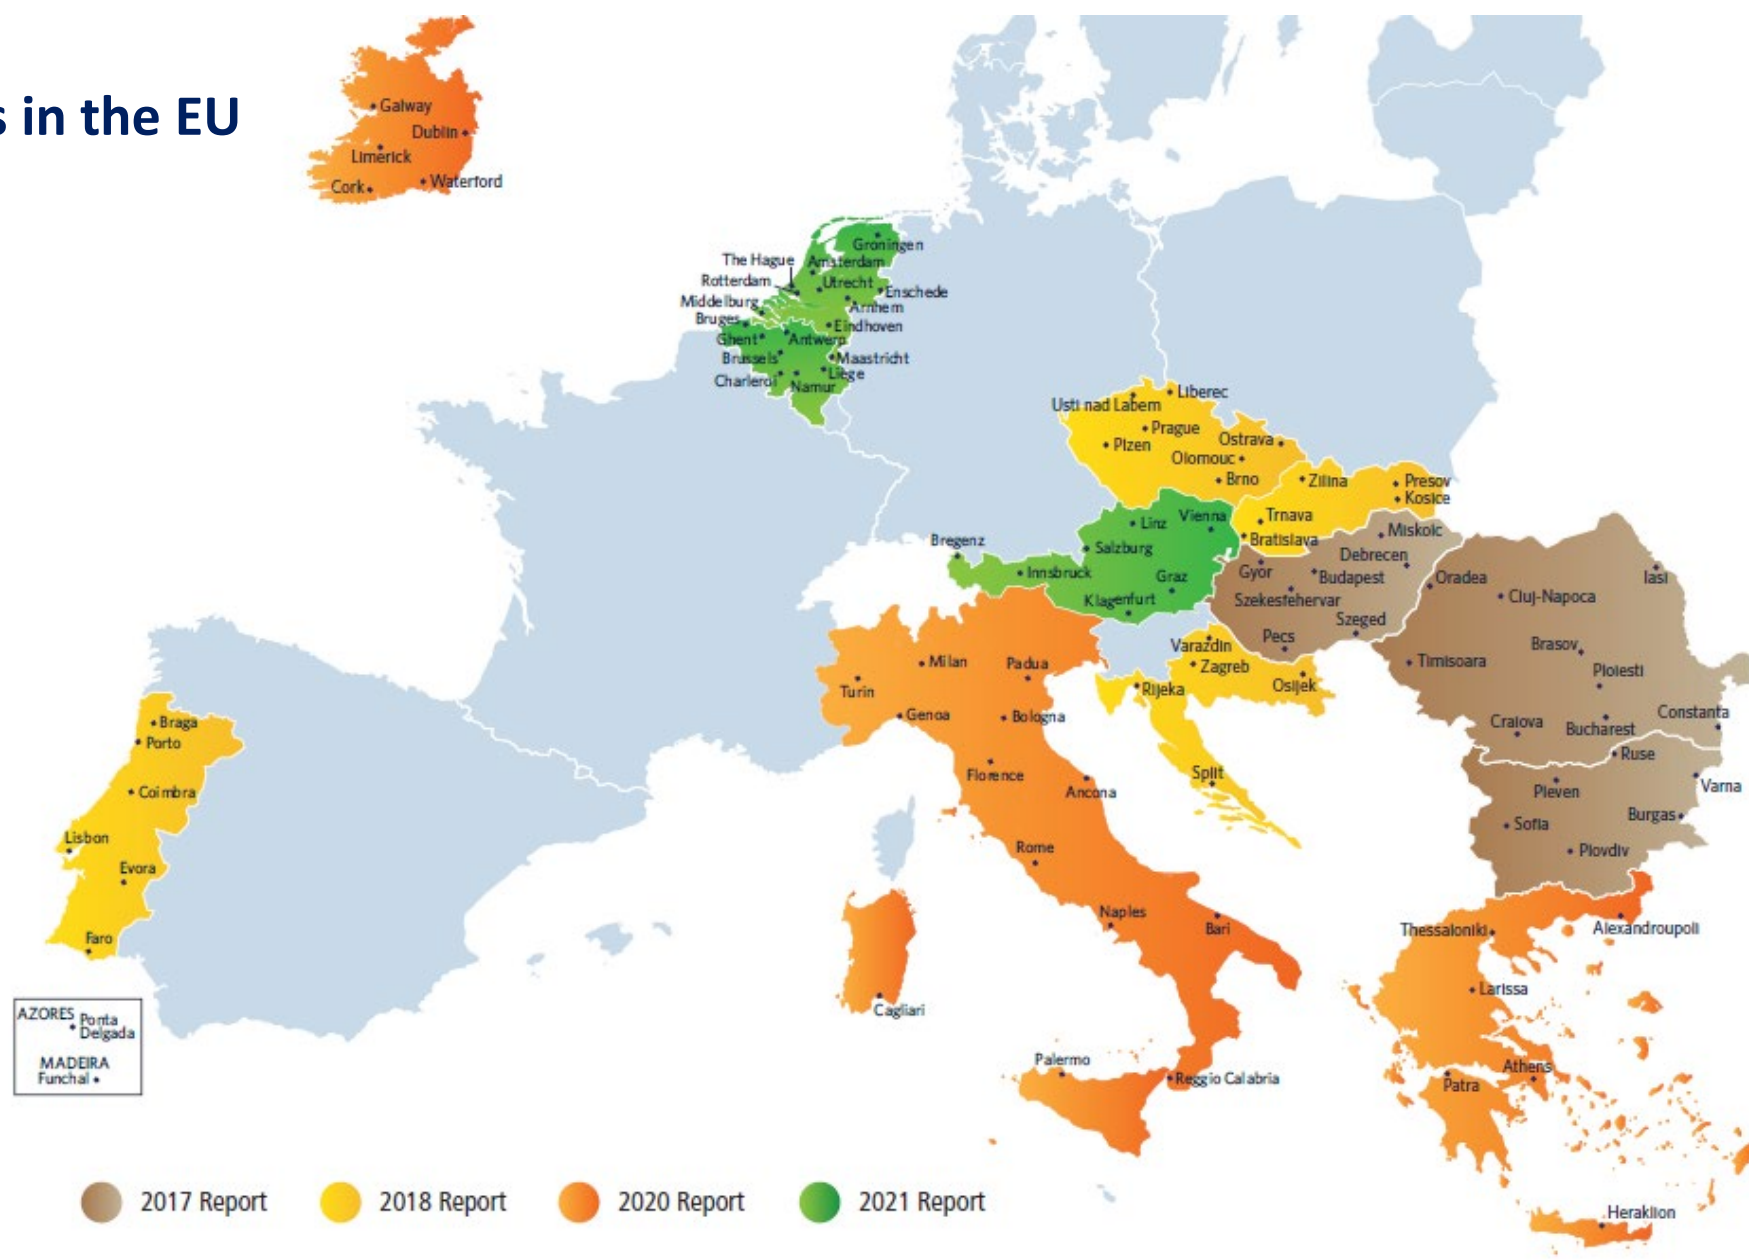 s in the EU
Galway
Dublin
Limerick
Cork
Waterford
Groningen
The Hague
Amsterdam
Rotterdam
Utrecht
Enschede
Middelburg
Arnhem
Bruges
Eindhoven
Ghent
Antwerp
Brussels
Maastricht
Liege
Charleroi
Namur
Liberec
Usti nad Labem
Prague
Ostrava
Plzen
Olomouc
Brno
Zilina
Presov
Kosice
Linz
Vienna
Trnava
Miskolc
Bregenz
Salzburg
Bratislava
Debrecen
Innsbruck
Graz
Gyor
Budapest
Oradea
Iasi
Klagenfurt
Szekesfehervar
Cluj-Napoca
Szeged
Pecs
Varazdin
Brasov
Milan
Padua
Zagreb
Timisoara
Ploiesti
Turin
Rijeka
Osijek
Genoa
Bologna
Craiova
Bucharest
Constanta
Braga
Porto
Ruse
Florence
Split
Coimbra
Ancona
Pleven
Varna
Burgas
Sofia
Lisbon
Rome
Plovdiv
Evora
Naples
Bari
Thessaloniki
Alexandroupoli
Faro
Larissa
Cagliari
AZORES
Ponta
Delgada
MADEIRA
Funchal
Palermo
Reggio Calabria
Athens
Patra
2017 Report
2018 Report
2020 Report
2021 Report
Heraklion